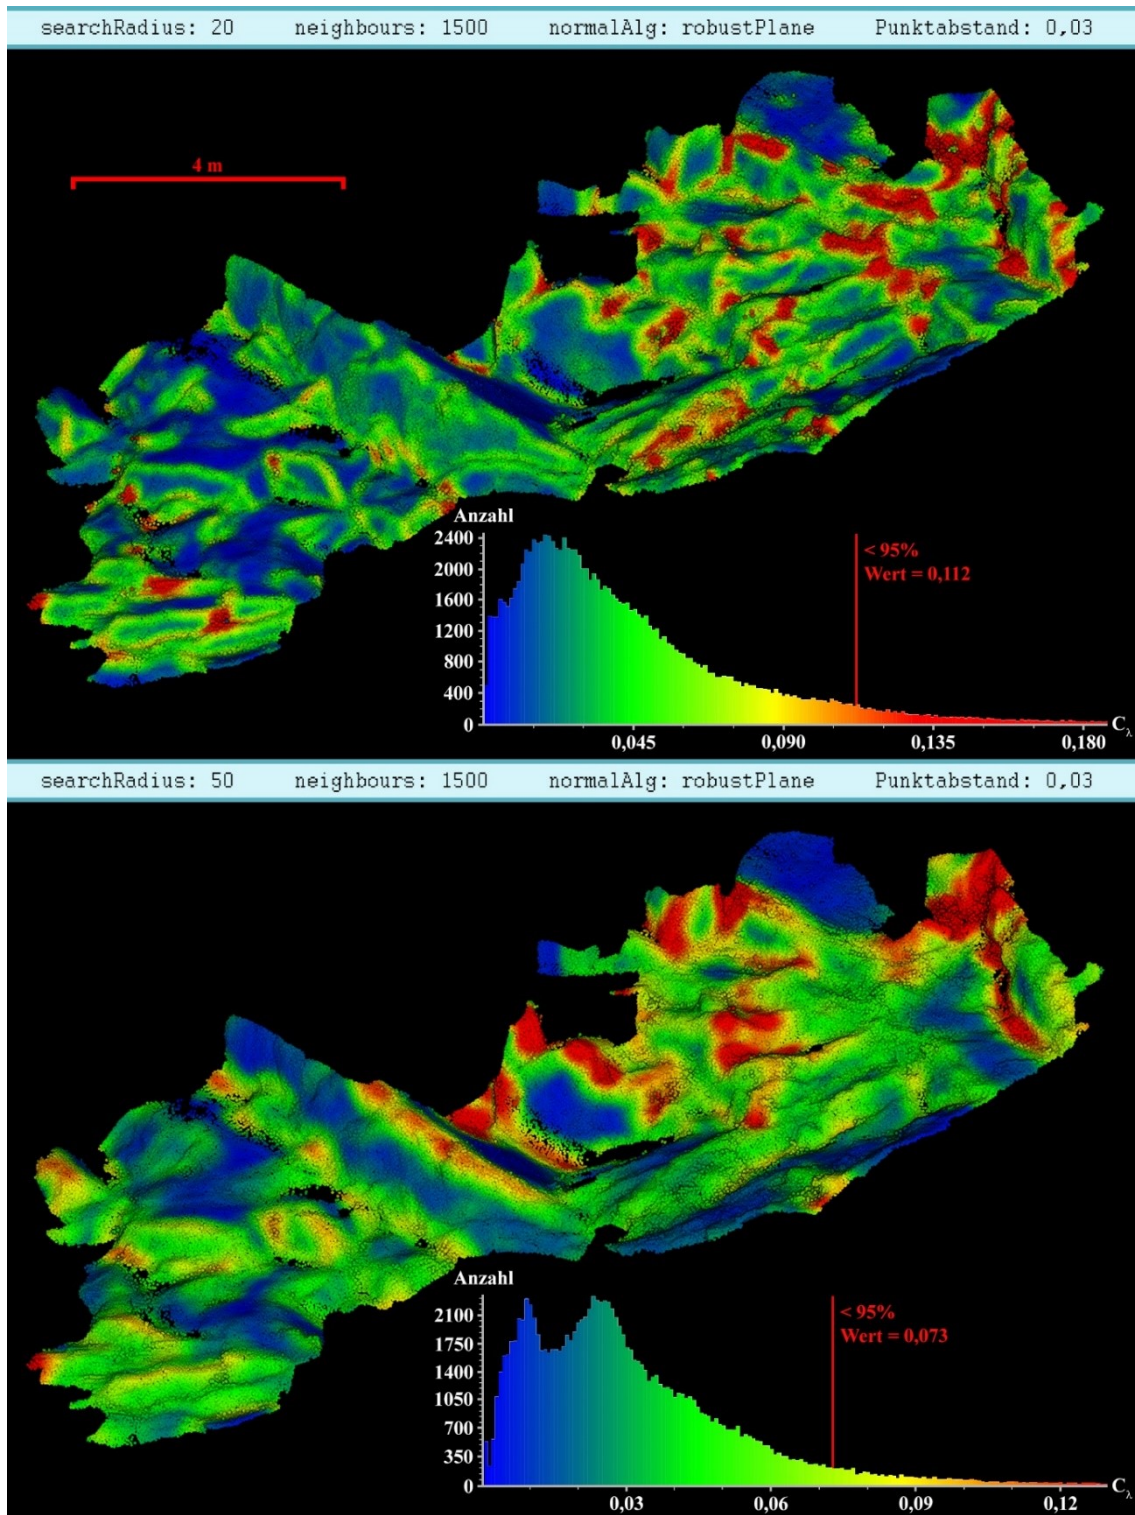 searchRadius: 20 neighbours: 1500 normalAlg: robustPlane Punktabstand: 0,03
4 m
Anzahl
2400
2000
1600
1200
800
400
0
< 95%
Wert = 0,112
0,045 0,090 0,135 0,180 Cλ
searchRadius: 50 neighbours: 1500 normalAlg: robustPlane Punktabstand: 0,03
Anzahl
2100
1750
1400
1050
700
350
0
< 95%
Wert = 0,073
0,03 0,06 0,09 0,12 Cλ